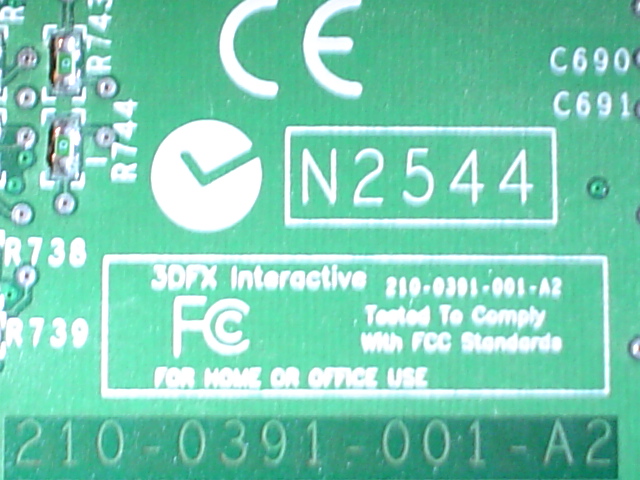 R743
CE
C690
C691
R744
N2544
R738
3DFX Interactive
210-0391-001-A2
FC
Tested To Comply
With FCC Standards
R739
FOR HOME OR OFFICE USE
210-0391-001-A2